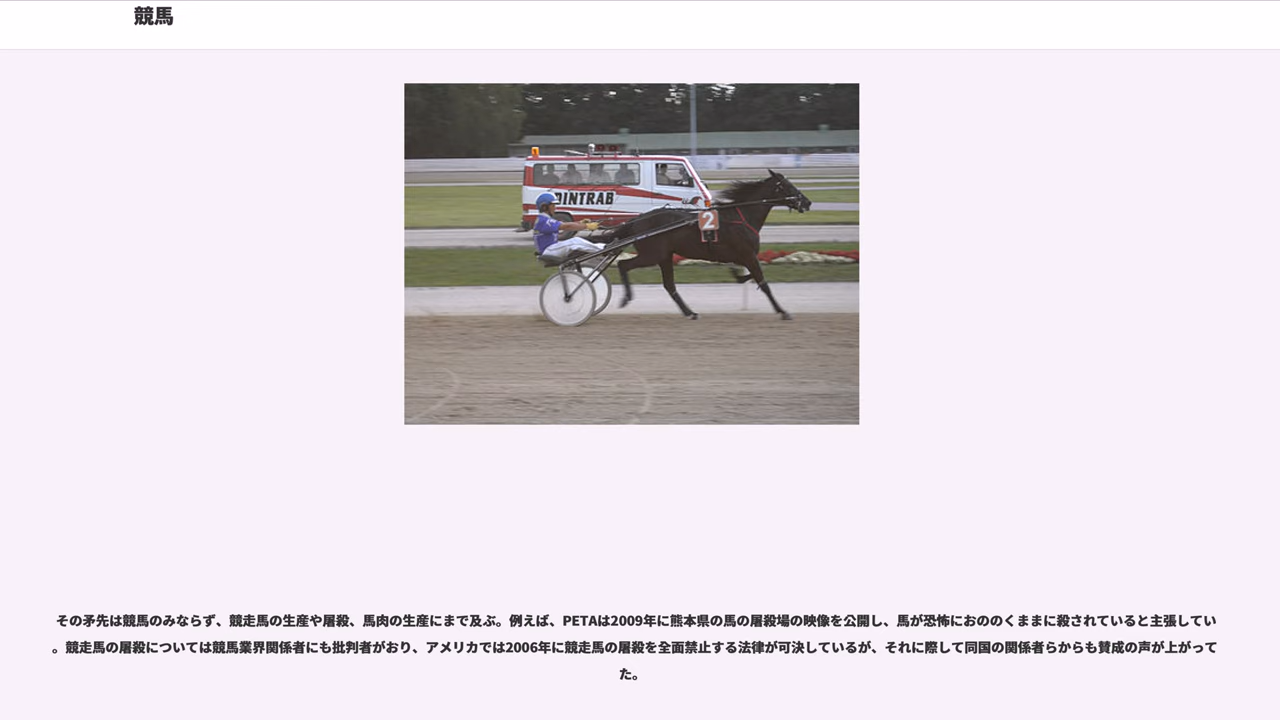 競馬
DINTRAB
2
その矛先は競馬のみならず、競走馬の生産や屠殺、馬肉の生産にまで及ぶ。例えば、PETAは2009年に熊本県の馬の屠殺場の映像を公開し、馬が恐怖におののくままに殺されていると主張してい
。競走馬の屠殺については競馬業界関係者にも批判者がおり、アメリカでは2006年に競走馬の屠殺を全面禁止する法律が可決しているが、それに際して同国の関係者らからも賛成の声が上がって
た。